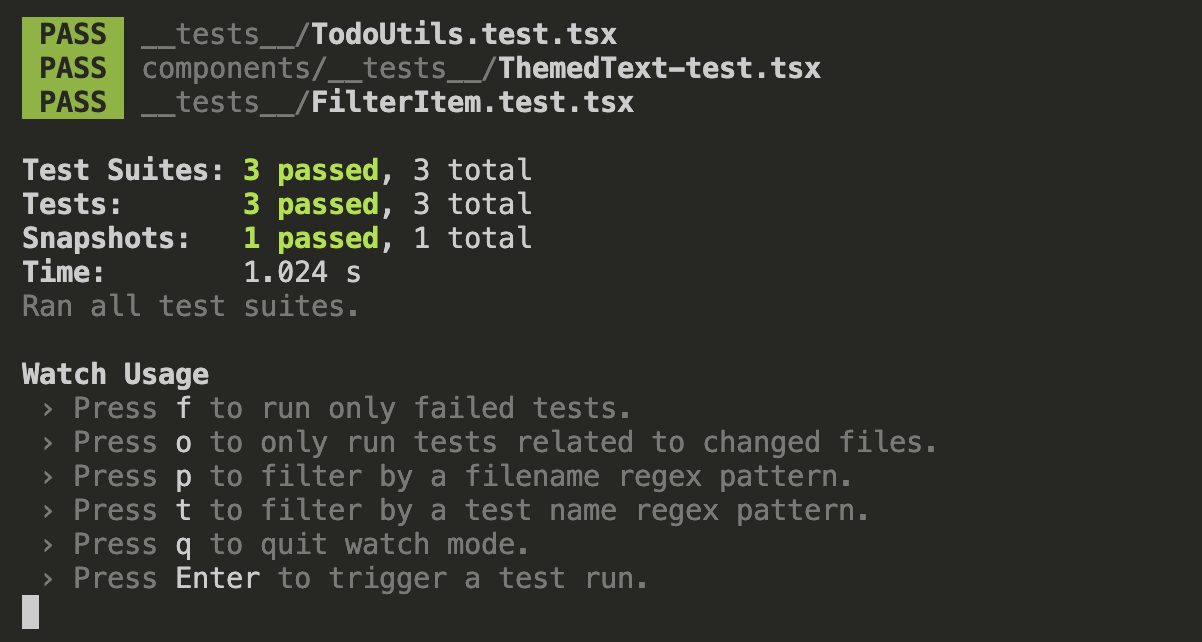 PASS __tests__/TodoUtils.test.tsx
PASS components/__tests__/ThemedText-test.tsx
PASS __tests__/FilterItem.test.tsx
Test Suites: 3 passed, 3 total
Tests: 3 passed, 3 total
Snapshots: 1 passed, 1 total
Time: 1.024 s
Ran all test suites.
Watch Usage
› Press f to run only failed tests.
› Press o to only run tests related to changed files.
› Press p to filter by a filename regex pattern.
› Press t to filter by a test name regex pattern.
› Press q to quit watch mode.
› Press Enter to trigger a test run.